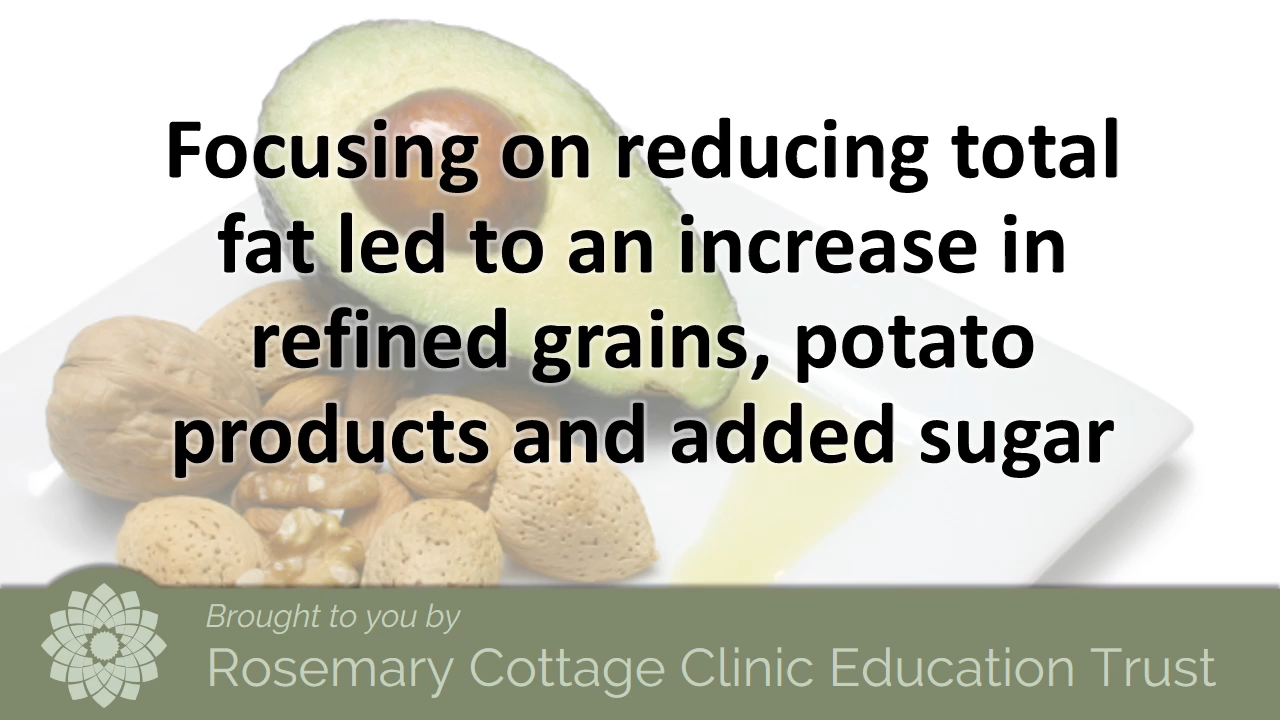 Focusing on reducing total
fat led to an increase in
refined grains, potato
products and added sugar
Brought to you by
Rosemary Cottage Clinic Education Trust